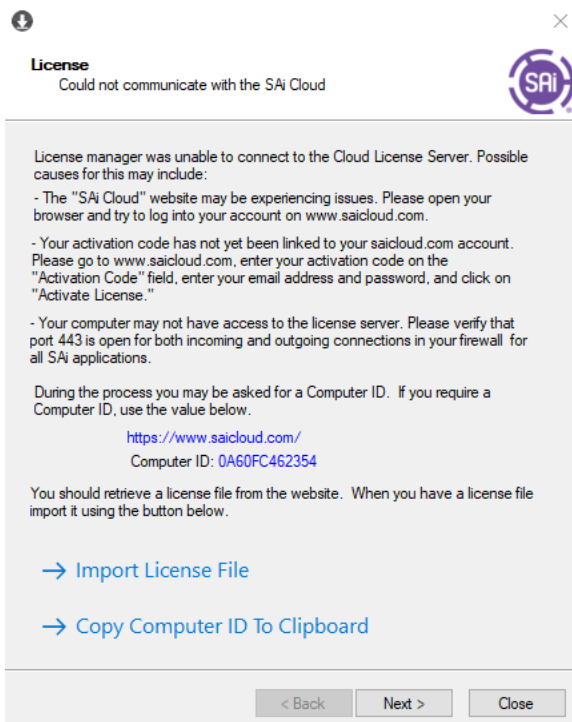 License
Could not communicate with the SAi Cloud
SAi
License manager was unable to connect to the Cloud License Server. Possible
causes for this may include:
- The "SAi Cloud" website may be experiencing issues. Please open your
browser and try to log into your account on www.saicloud.com.
- Your activation code has not yet been linked to your saicloud.com account.
Please go to www.saicloud.com, enter your activation code on the
"Activation Code" field, enter your email address and password, and click on
"Activate License."
- Your computer may not have access to the license server. Please verify that
port 443 is open for both incoming and outgoing connections in your firewall for
all SAi applications.
During the process you may be asked for a Computer ID. If you require a
Computer ID, use the value below.
https://www.saicloud.com/
Computer ID: 0A60FC462354
You should retrieve a license file from the website. When you have a license file
import it using the button below.
→ Import License File
→ Copy Computer ID To Clipboard
< Back Next > Close